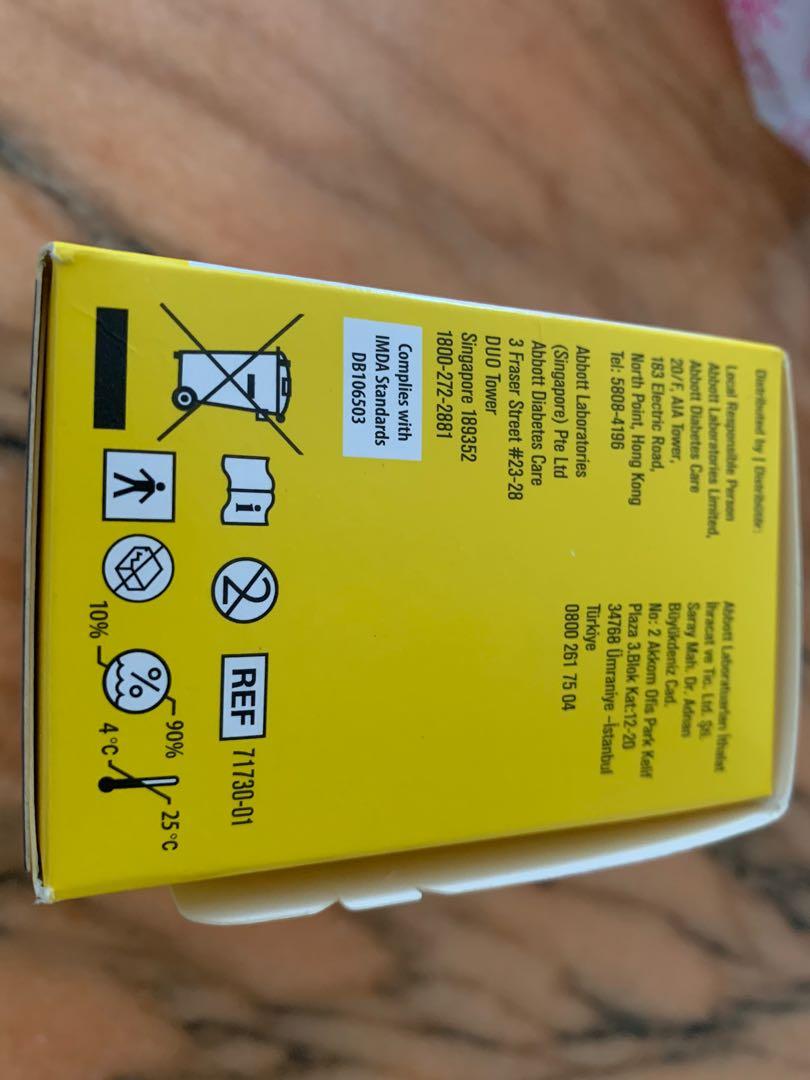 Distributed by | Distribütör:
Local Responsible Person
Abbott Laboratories Limited,
Abbott Diabetes Care
20/F, AIA Tower,
183 Electric Road,
North Point, Hong Kong
Tel: 5808-4196
Abbott Laboratories
(Singapore) Pte Ltd
Abbott Diabetes Care
3 Fraser Street #23-28
DUO Tower
Singapore 189352
1800-272-2881
Abbott Laboratuarları İthalat
İhracat ve Tic. Ltd. Şti.
Saray Mah. Dr. Adnan
Büyükdeniz Cad.
No: 2 Akkom Ofis Park Kelif
Plaza 3.Blok Kat:12-20
34768 Ümraniye –İstanbul
Türkiye
0800 261 75 04
Complies with
IMDA Standards
DB106503
i
2
REF 71730-01
10% % 90%
4 °C 25 °C